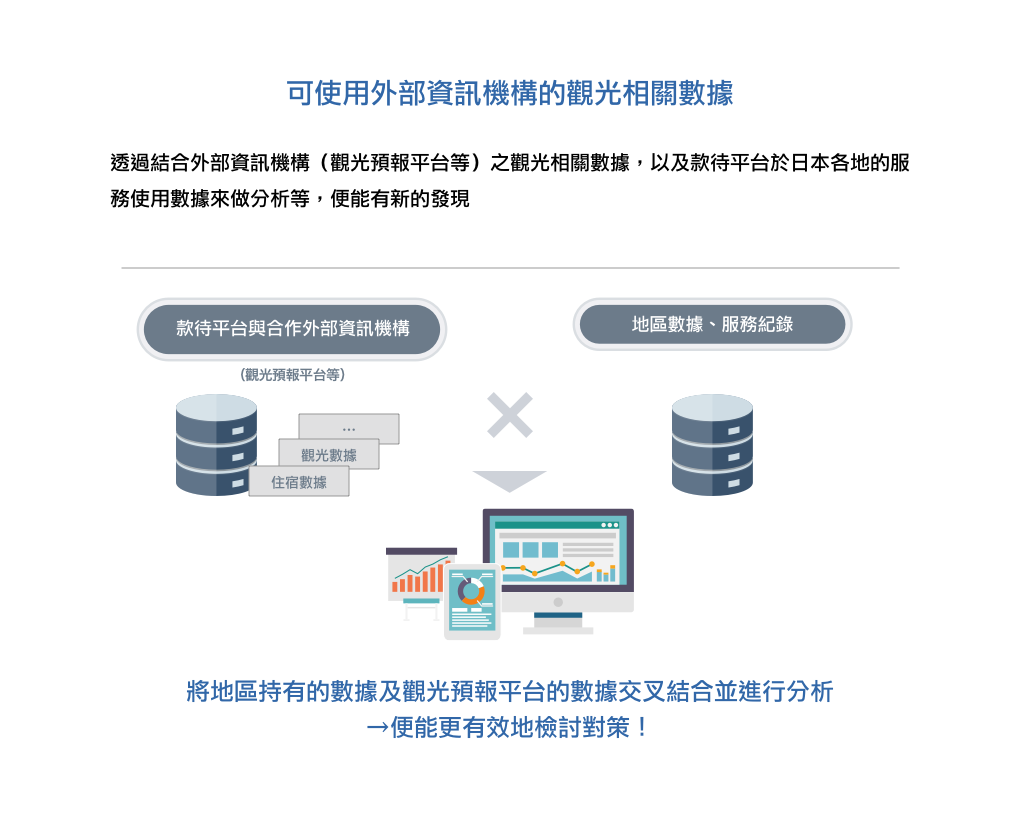 可使用外部資訊機構的觀光相關數據
透過結合外部資訊機構（觀光預報平台等）之觀光相關數據，以及款待平台於日本各地的服
務使用數據來做分析等，便能有新的發現
款待平台與合作外部資訊機構
地區數據、服務紀錄
(觀光預報平台等)
...
觀光數據
住宿數據
將地區持有的數據及觀光預報平台的數據交叉結合並進行分析
→便能更有效地檢討對策！